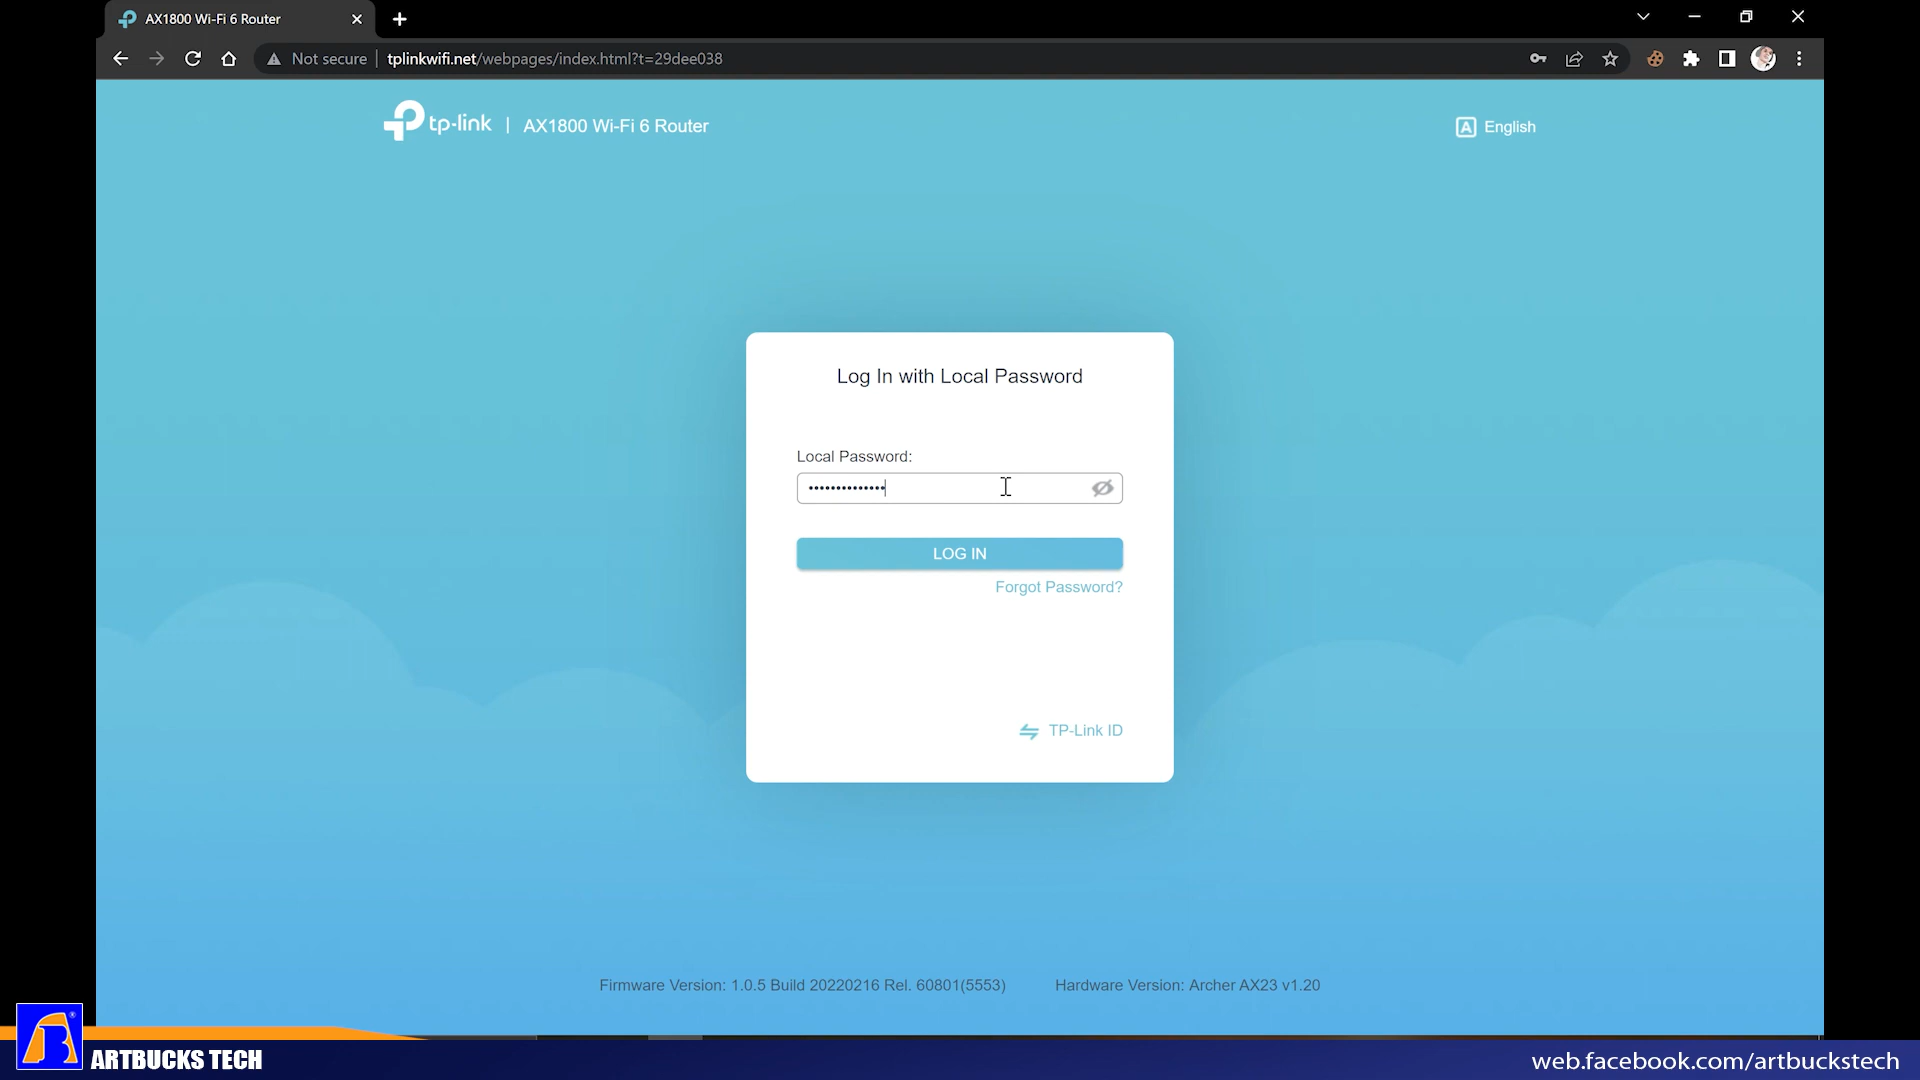 AX1800 Wi-Fi 6 Router
Not secure | tplinkwifi.net/webpages/index.html?t=29dee038
tp-link | AX1800 Wi-Fi 6 Router
A English
Log In with Local Password
Local Password:
••••••••••••••
LOG IN
Forgot Password?
TP-Link ID
Firmware Version: 1.0.5 Build 20220216 Rel. 60801(5553) Hardware Version: Archer AX23 v1.20
ARTBUCKS TECH
web.facebook.com/artbuckstech